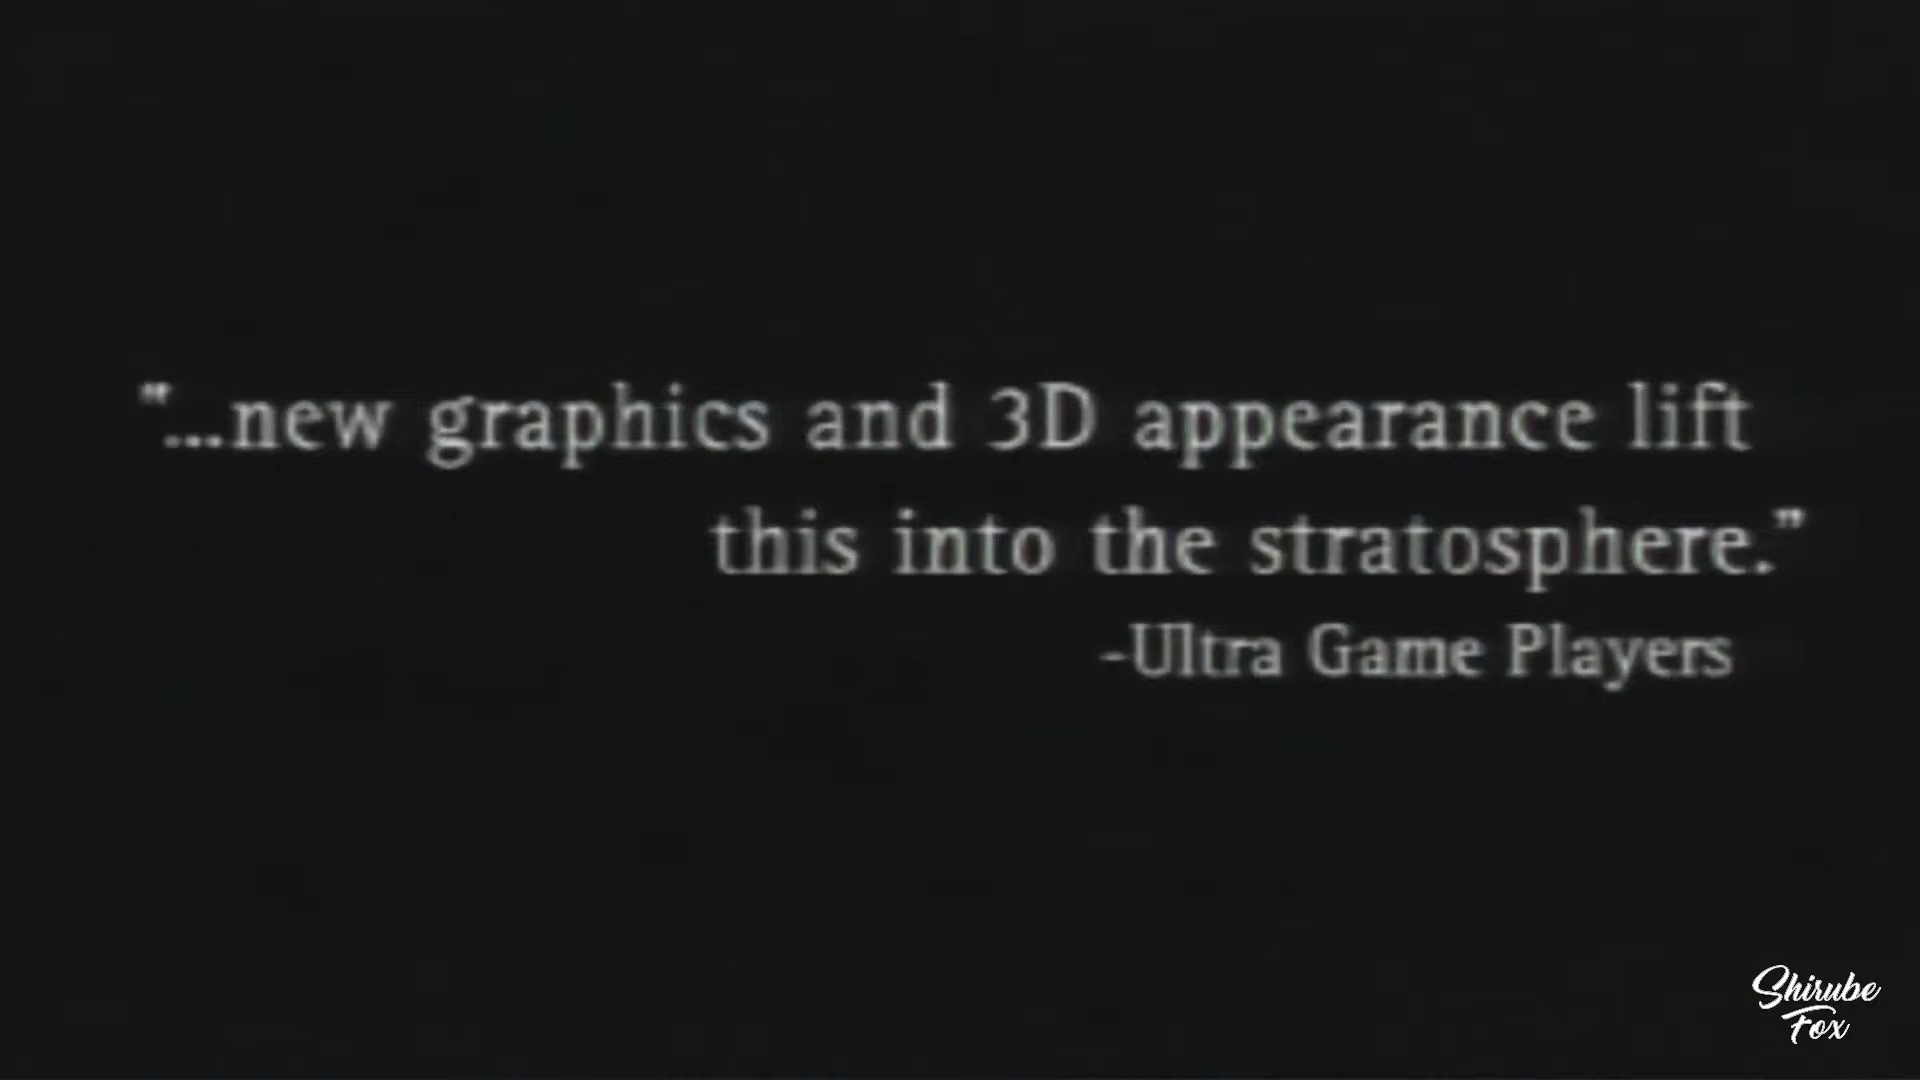 "...new graphics and 3D appearance lift
this into the stratosphere."
-Ultra Game Players
Shirube
Fox